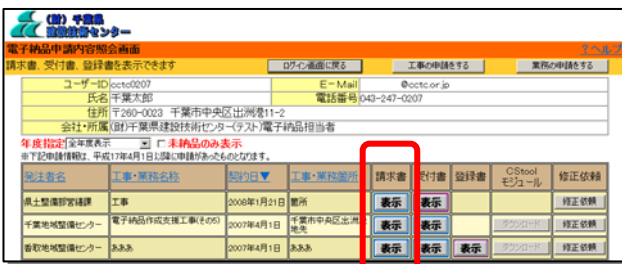 (財)千葉県
建設技術センター
電子納品申請内容照会画面
?ヘルプ
請求書、受付書、登録書を表示できます
ログイン画面に戻る
工事の申請をする
業務の申請をする
ユーザーID cctc0207 E-Mail @cctc.or.jp
氏名 千葉太郎 電話番号 043-247-0207
住所 〒260-0023 千葉市中央区出洲港11-2
会社・所属 (財)千葉県建設技術センター(テスト)電子納品担当者
年度指定 全年度表示 未納品のみ表示
※下記申請情報は、平成17年4月1日以降に申請があったものとなります。
発注者名 工事・業務名称 契約日▼ 工事・業務箇所 請求書 受付書 登録書 CStoolモジュール 修正依頼
県土整備部営繕課 工事 2008年1月21日 箇所 表示 表示 修正依頼
千葉地域整備センター 電子納品作成支援工事(その5) 2007年4月1日 千葉市中央区出洲港地先 表示 表示 ダウンロード 修正依頼
香取地域整備センター あああ 2007年4月1日 あああ 表示 表示 表示 ダウンロード 修正依頼